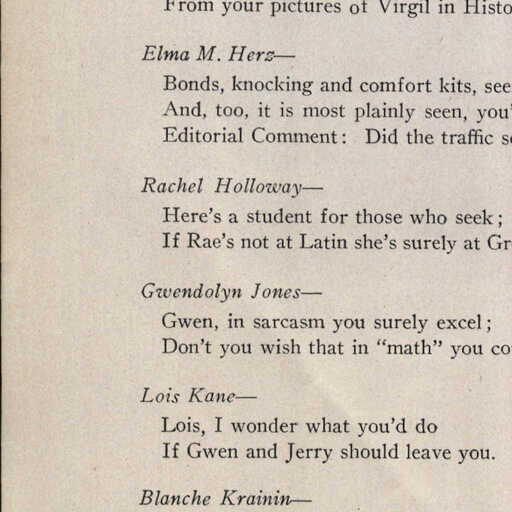 From your pictures of Virgil in Histo
Elma M. Herz—
Bonds, knocking and comfort kits, see
And, too, it is most plainly seen, you'
Editorial Comment: Did the traffic s
Rachel Holloway—
Here's a student for those who seek;
If Rae's not at Latin she's surely at Gr
Gwendolyn Jones—
Gwen, in sarcasm you surely excel;
Don't you wish that in "math" you co
Lois Kane—
Lois, I wonder what you'd do
If Gwen and Jerry should leave you.
Blanche Krainin—